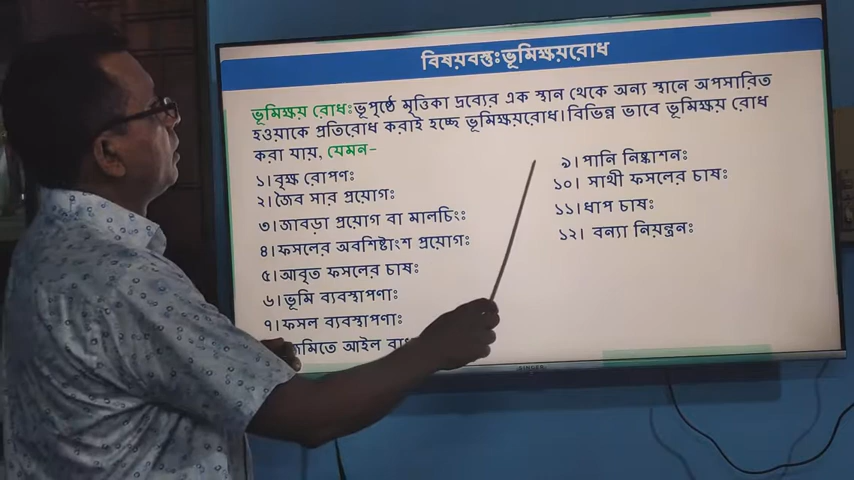 বিষয়বস্তুঃভূমিক্ষয়রোধ
ভূমিক্ষয় রোধঃভূপৃষ্ঠে মৃত্তিকা দ্রব্যের এক স্থান থেকে অন্য স্থানে অপসারিত
হওয়াকে প্রতিরোধ করাই হচ্ছে ভূমিক্ষয়রোধ।বিভিন্ন ভাবে ভূমিক্ষয় রোধ
করা যায়, যেমন-
১।বৃক্ষ রোপণঃ
২।জৈব সার প্রয়োগঃ
৩।জাবড়া প্রয়োগ বা মালচিংঃ
৪।ফসলের অবশিষ্টাংশ প্রয়োগঃ
৫।আবৃত ফসলের চাষঃ
৬।ভূমি ব্যবস্থাপণাঃ
৭।ফসল ব্যবস্থাপণাঃ
আইল
৯।পানি নিষ্কাশনঃ
১০। সাথী ফসলের চাষঃ
১১।ধাপ চাষঃ
১২। বন্যা নিয়ন্ত্রনঃ
SINGER